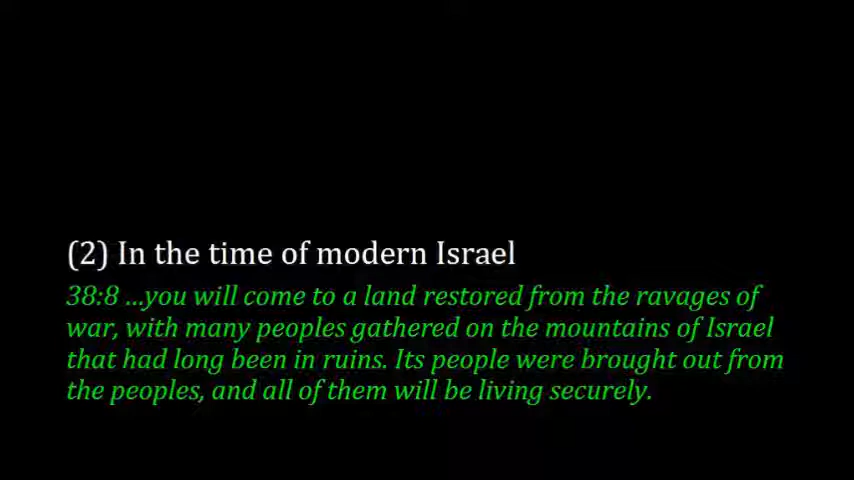 (2) In the time of modern Israel
38:8 …you will come to a land restored from the ravages of
war, with many peoples gathered on the mountains of Israel
that had long been in ruins. Its people were brought out from
the peoples, and all of them will be living securely.